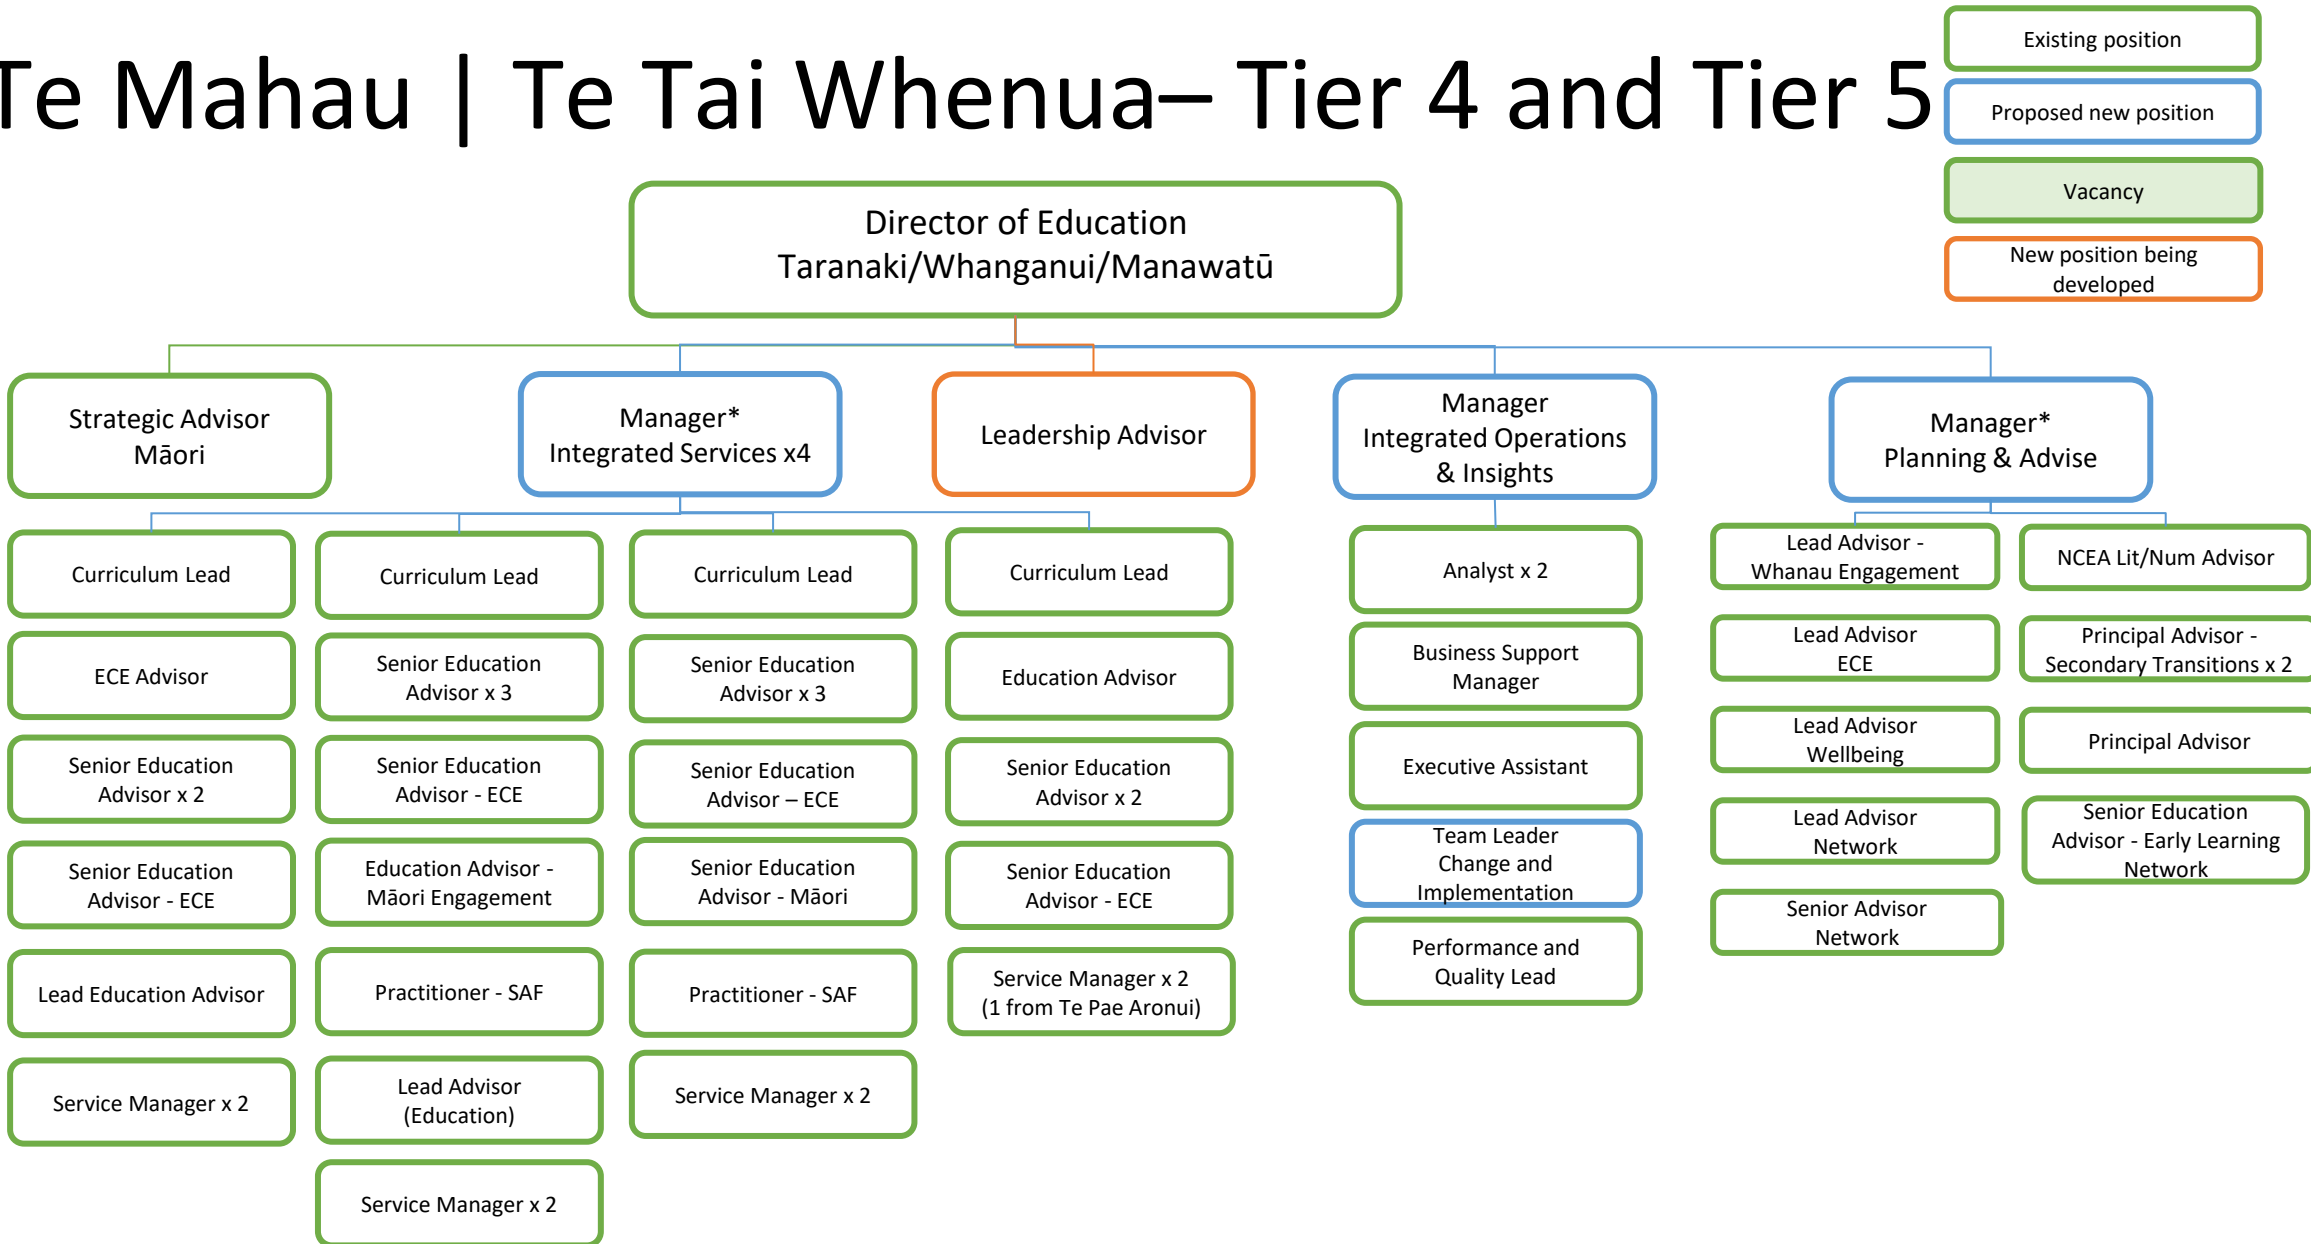 Te Mahau | Te Tai Whenua– Tier 4 and Tier 5
Existing position
Proposed new position
Vacancy
New position being
developed
Director of Education
Taranaki/Whanganui/Manawatū
Strategic Advisor
Māori
Manager*
Integrated Services x4
Leadership Advisor
Manager
Integrated Operations
& Insights
Manager*
Planning & Advise
Curriculum Lead
ECE Advisor
Senior Education
Advisor x 2
Senior Education
Advisor - ECE
Lead Education Advisor
Service Manager x 2
Curriculum Lead
Senior Education
Advisor x 3
Senior Education
Advisor - ECE
Education Advisor -
Māori Engagement
Practitioner - SAF
Lead Advisor
(Education)
Service Manager x 2
Curriculum Lead
Senior Education
Advisor x 3
Senior Education
Advisor – ECE
Senior Education
Advisor - Māori
Practitioner - SAF
Service Manager x 2
Curriculum Lead
Education Advisor
Senior Education
Advisor x 2
Senior Education
Advisor - ECE
Service Manager x 2
(1 from Te Pae Aronui)
Analyst x 2
Business Support
Manager
Executive Assistant
Team Leader
Change and
Implementation
Performance and
Quality Lead
Lead Advisor -
Whanau Engagement
Lead Advisor
ECE
Lead Advisor
Wellbeing
Lead Advisor
Network
Senior Advisor
Network
NCEA Lit/Num Advisor
Principal Advisor -
Secondary Transitions x 2
Principal Advisor
Senior Education
Advisor - Early Learning
Network